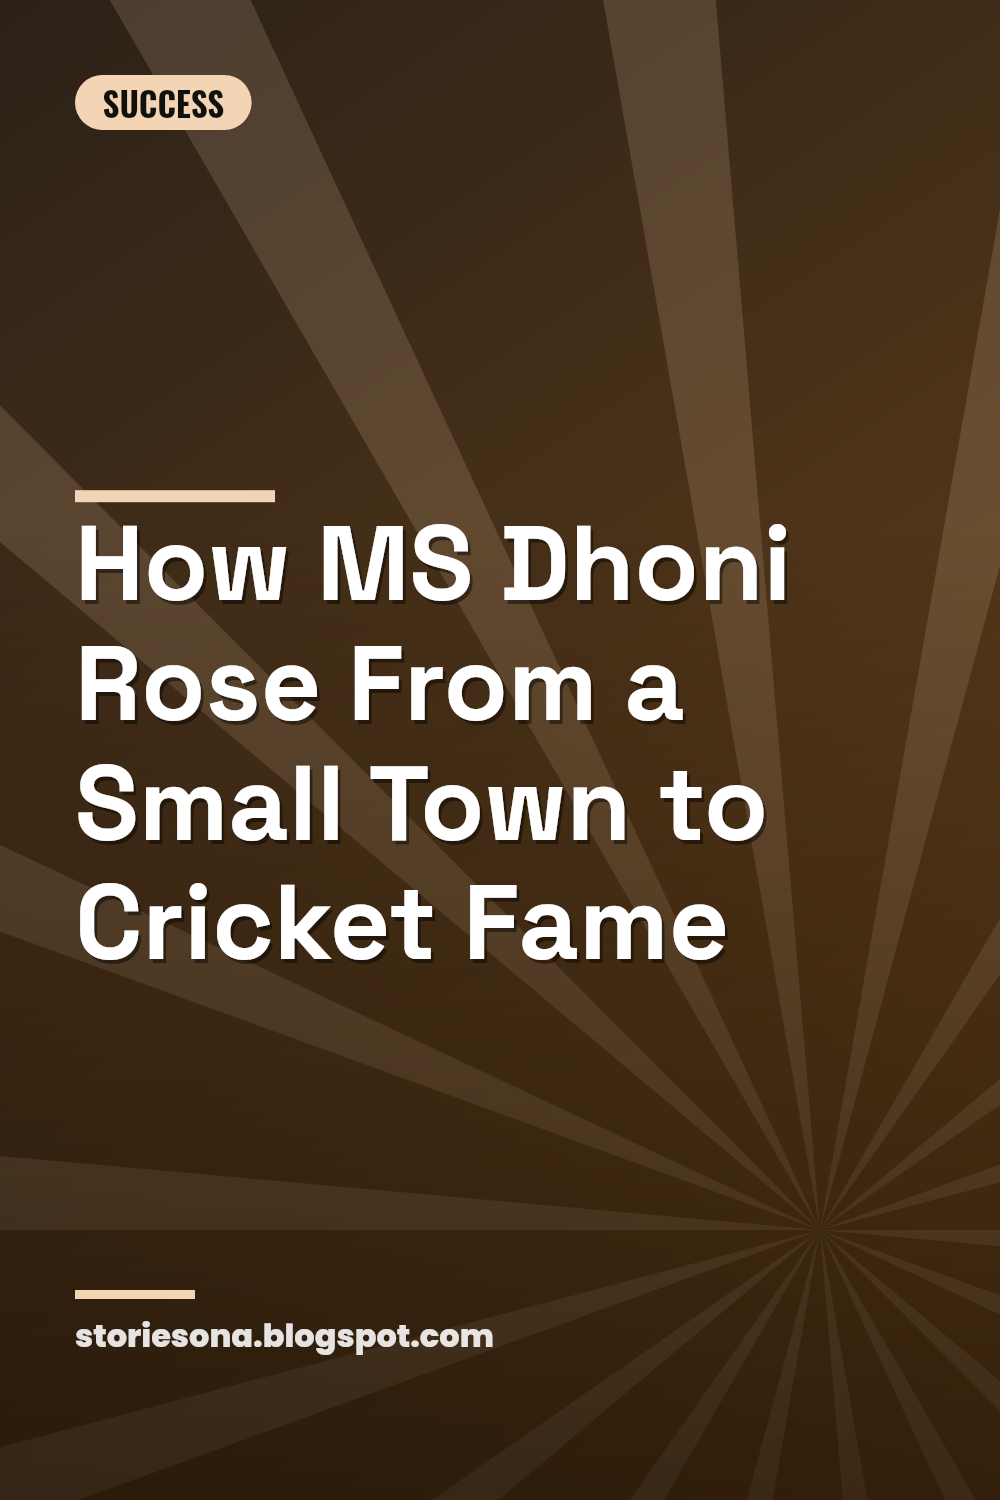 SUCCESS
How MS Dhoni
Rose From a
Small Town to
Cricket Fame
storiesona.blogspot.com